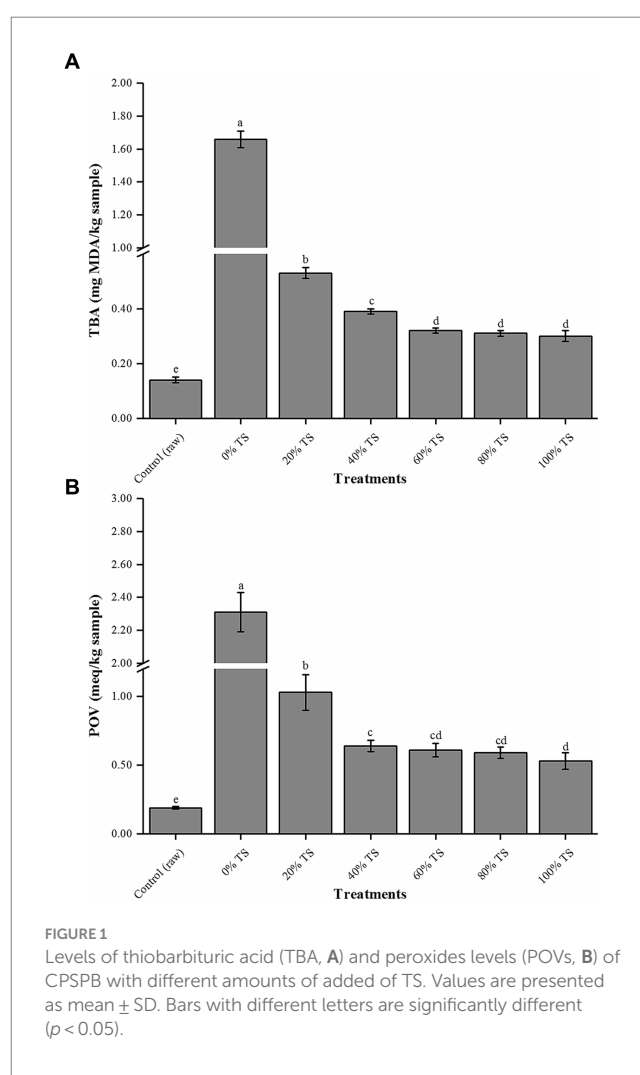 A
2.00
1.80
1.60
1.40
1.20
1.00
0.40
0.20
0.00
TBA (mg MDA/kg sample)
e
a
b
c
d
d
d
Control (raw)
0% TS
20% TS
40% TS
60% TS
80% TS
100% TS
Treatments
B
3.00
2.80
2.60
2.40
2.20
2.00
1.00
0.50
0.00
POV (meq/kg sample)
e
a
b
c
cd
cd
d
Control (raw)
0% TS
20% TS
40% TS
60% TS
80% TS
100% TS
Treatments
FIGURE 1
Levels of thiobarbituric acid (TBA, A) and peroxides levels (POVs, B) of
CPSPB with different amounts of added of TS. Values are presented
as mean ± SD. Bars with different letters are significantly different
(p < 0.05).